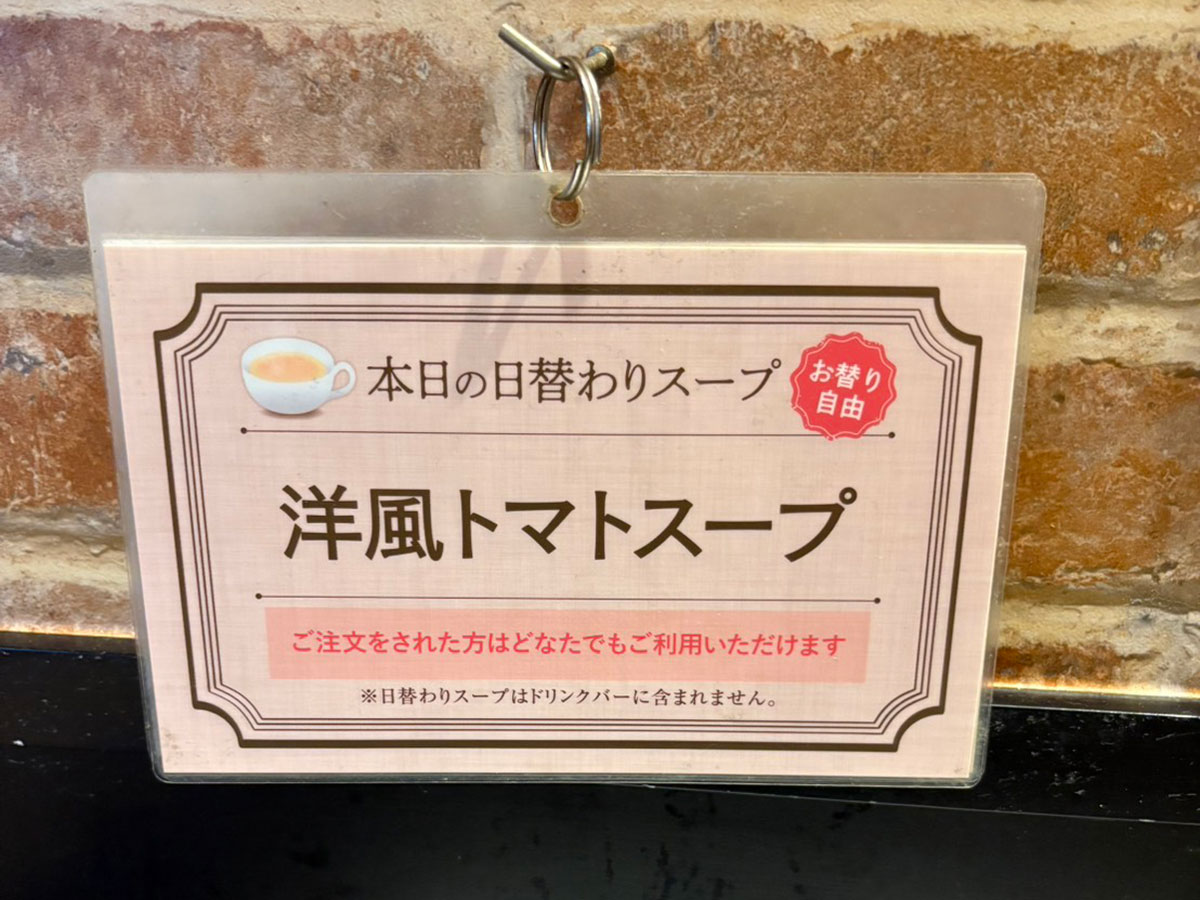 本日の日替わりスープ
お替り
自由
洋風トマトスープ
ご注文をされた方はどなたでもご利用いただけます
※日替わりスープはドリンクバーに含まれません。